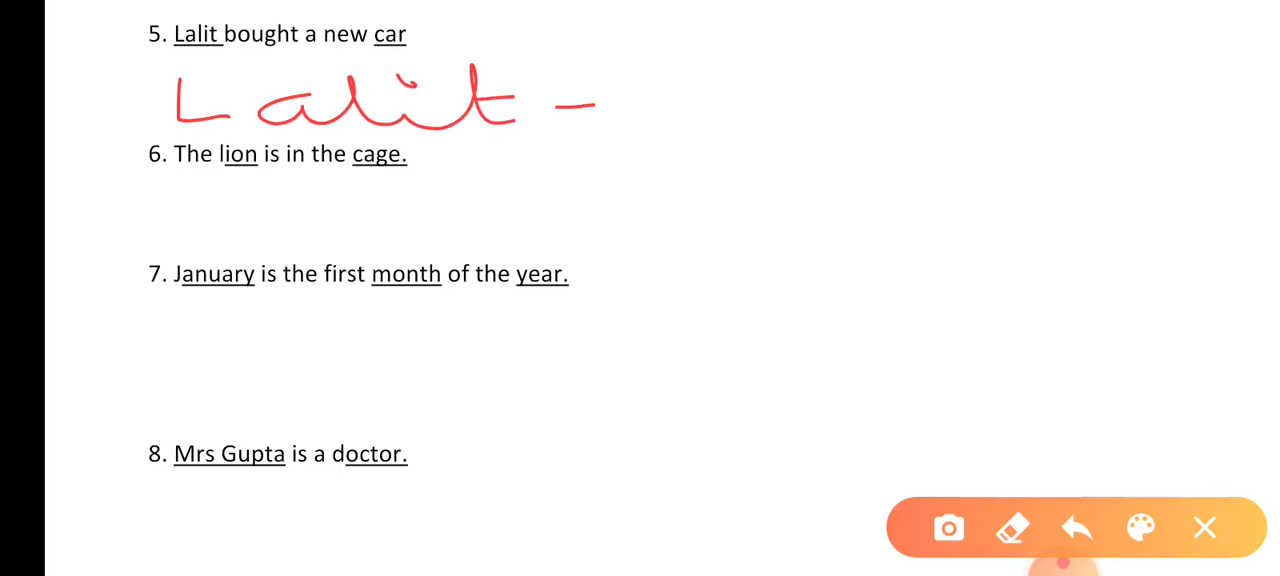 5. Lalit bought a new car
Lalit -
6. The lion is in the cage.
7. January is the first month of the year.
8. Mrs Gupta is a doctor.